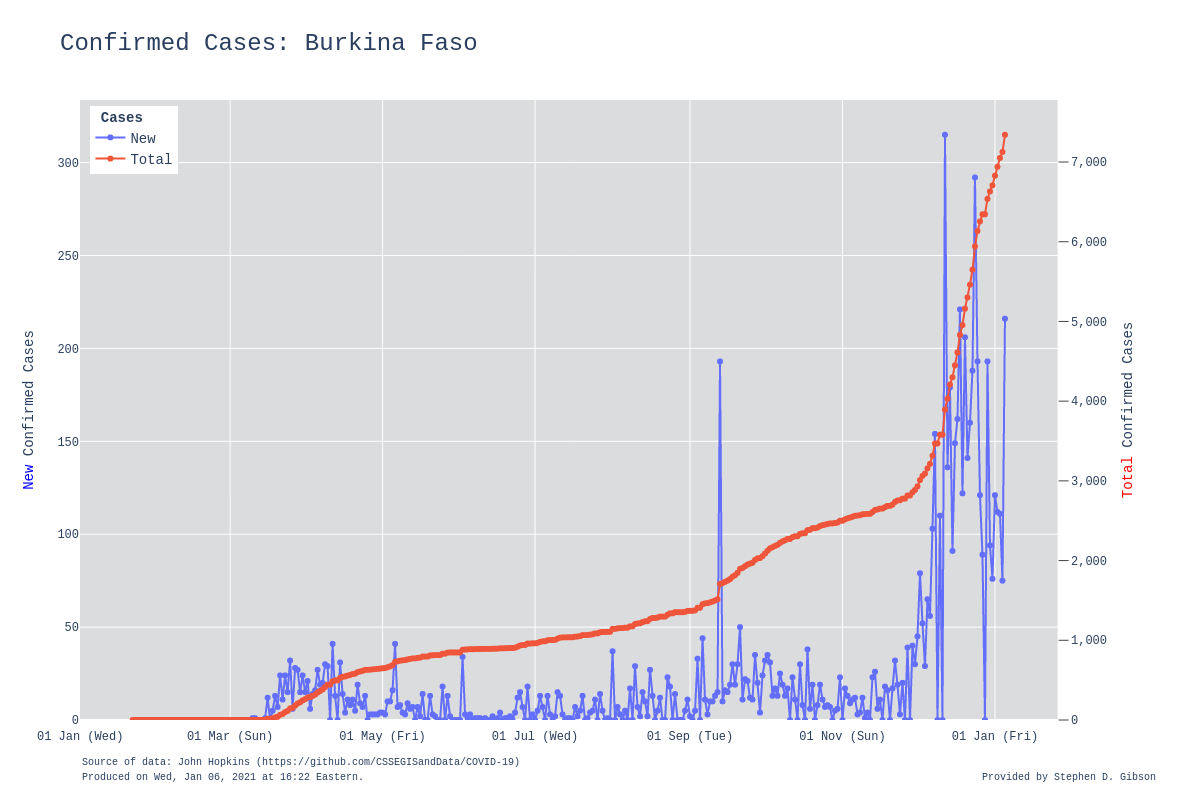 Confirmed Cases: Burkina Faso
Cases
New
Total
300
250
200
150
100
50
0
7,000
6,000
5,000
4,000
3,000
2,000
1,000
0
New Confirmed Cases
Total Confirmed Cases
01 Jan (Wed) 01 Mar (Sun) 01 May (Fri) 01 Jul (Wed) 01 Sep (Tue) 01 Nov (Sun) 01 Jan (Fri)
Source of data: John Hopkins (https://github.com/CSSEGISandData/COVID-19)
Produced on Wed, Jan 06, 2021 at 16:22 Eastern.
Provided by Stephen D. Gibson